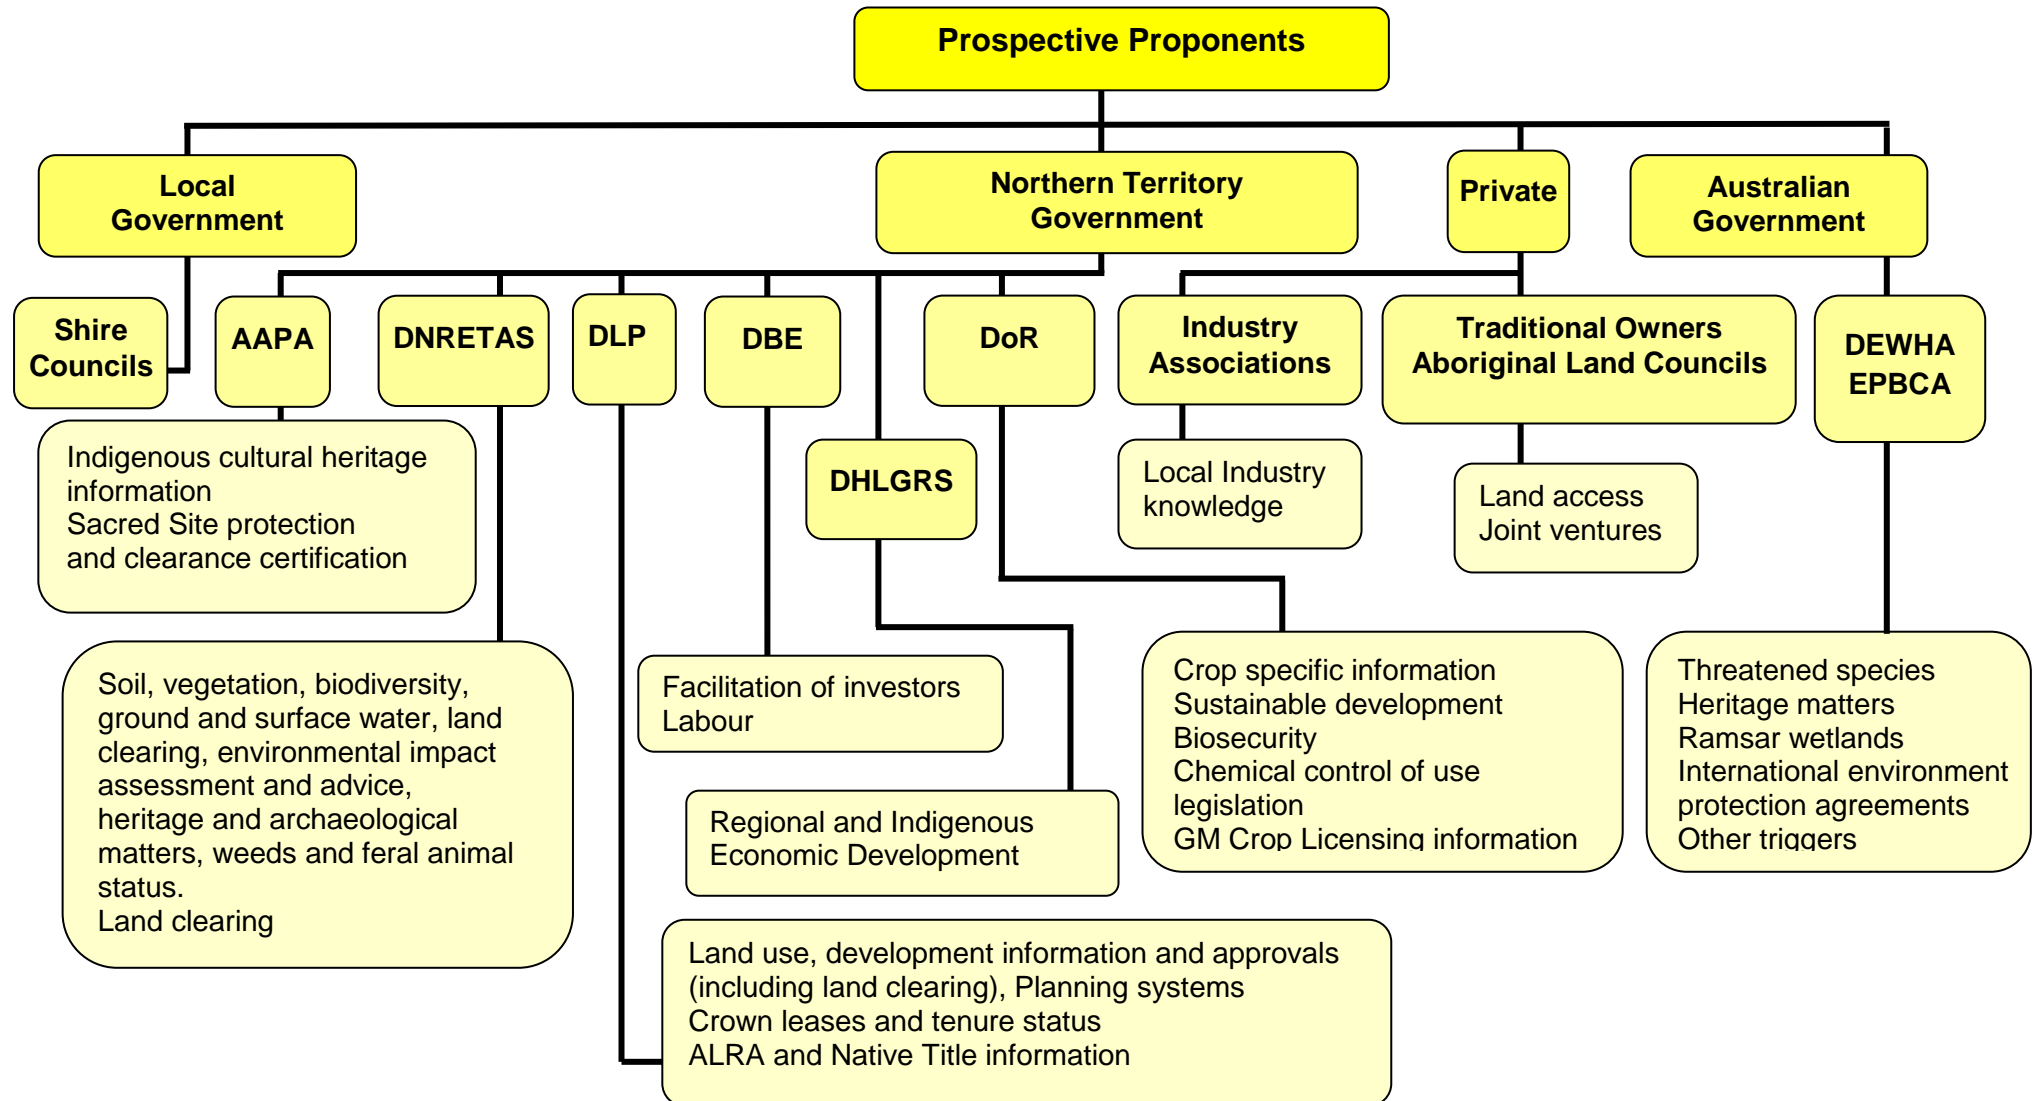 Prospective Proponents
Local
Government
Northern Territory
Government
Private
Australian
Government
Shire
Councils
AAPA
DNRETAS
DLP
DBE
DoR
Industry
Associations
Traditional Owners
Aboriginal Land Councils
DEWHA
EPBCA
DHLGRS
Indigenous cultural heritage
information
Sacred Site protection
and clearance certification
Local Industry
knowledge
Land access
Joint ventures
Soil, vegetation, biodiversity,
ground and surface water, land
clearing, environmental impact
assessment and advice,
heritage and archaeological
matters, weeds and feral animal
status.
Land clearing
Facilitation of investors
Labour
Regional and Indigenous
Economic Development
Crop specific information
Sustainable development
Biosecurity
Chemical control of use
legislation
GM Crop Licensing information
Threatened species
Heritage matters
Ramsar wetlands
International environment
protection agreements
Other triggers
Land use, development information and approvals
(including land clearing), Planning systems
Crown leases and tenure status
ALRA and Native Title information